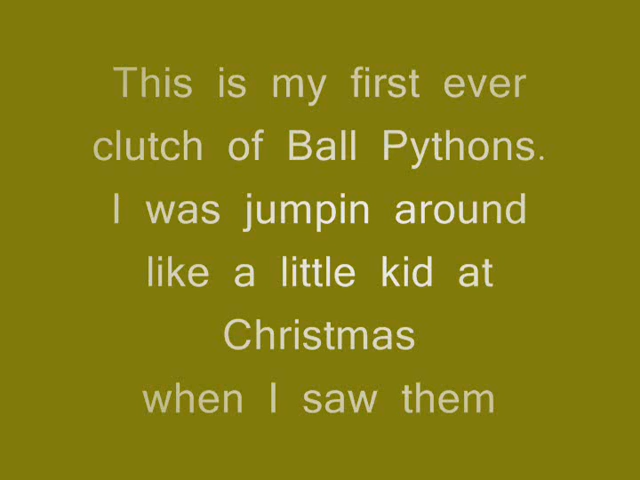 This is my first ever
clutch of Ball Pythons.
I was jumpin around
like a little kid at
Christmas
when I saw them